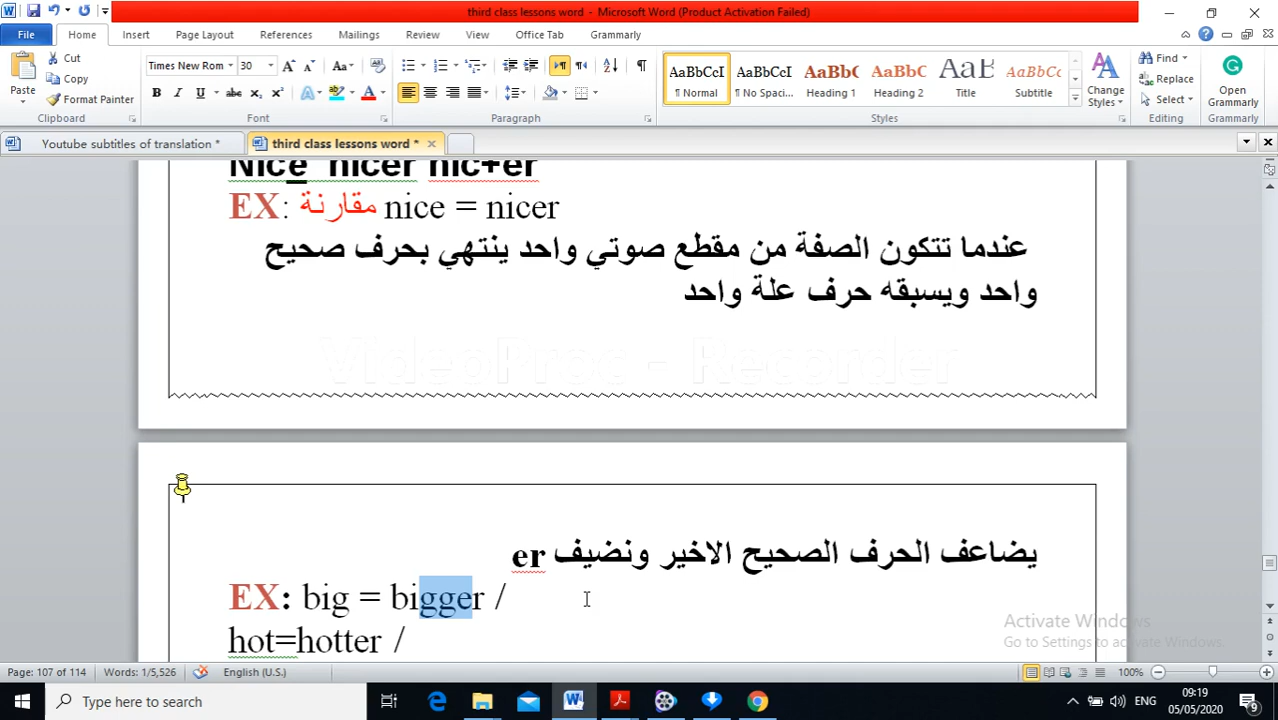 third class lessons word - Microsoft Word (Product Activation Failed)
File Home Insert Page Layout References Mailings Review View Office Tab Grammarly
Paste Cut Copy Format Painter
Clipboard
Times New Rom 30
Font
Paragraph
AaBbCcI AaBbCcI AaBbC AaBbCc AaB AaBbCc.
¶ Normal ¶ No Spaci... Heading 1 Heading 2 Title Subtitle
Change Styles
Styles
Find Replace Select
Editing
Open Grammarly
Grammarly
Youtube subtitles of translation * third class lessons word *
Nice nicer nic+er
EX: مقارنة nice = nicer
عندما تتكون الصفة من مقطع صوتي واحد ينتهي بحرف صحيح
واحد ويسبقه حرف علة واحد
VideoProc - Recorder
يضاعف الحرف الصحيح الاخير ونضيف er
EX: big = bigger /
hot=hotter /
Activate Windows
Go to Settings to activate Windows.
Page: 107 of 114 Words: 1/5,526 English (U.S.) 100%
Type here to search
ENG 09:19 05/05/2020 9